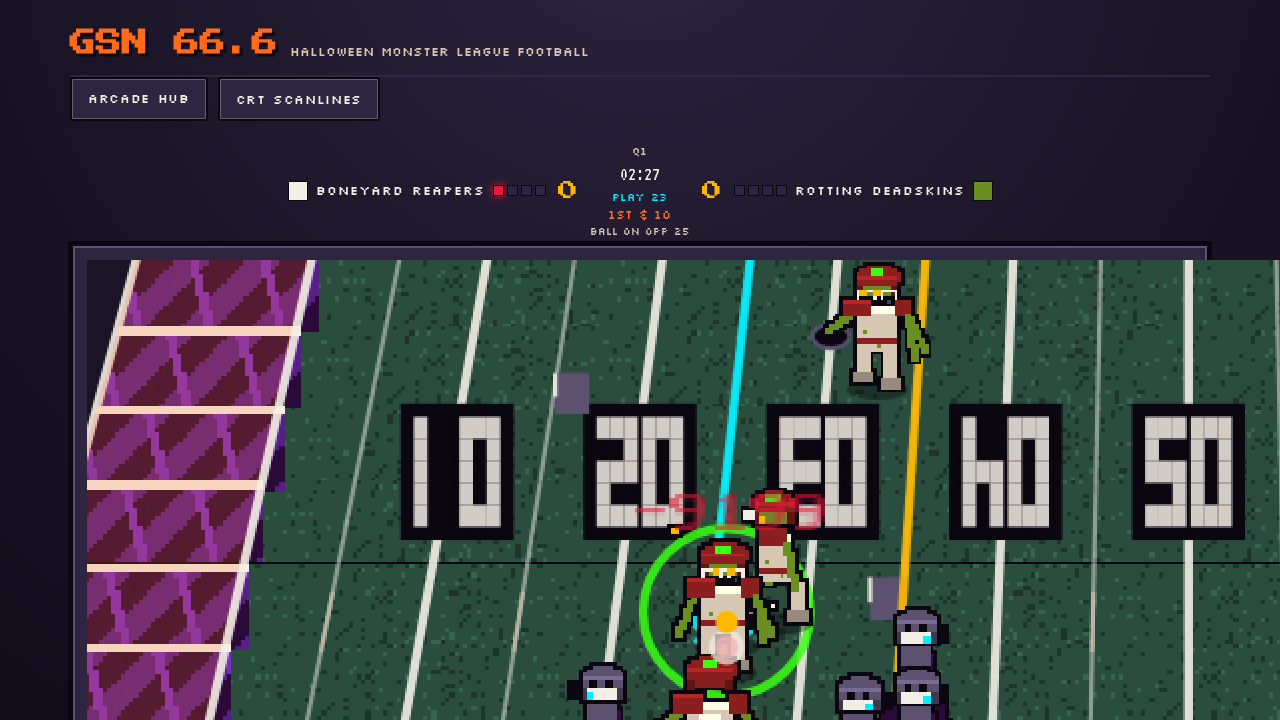 GSN 66.6
HALLOWEEN MONSTER LEAGUE FOOTBALL
ARCADE HUB
CRT SCANLINES
Q1
02:27
BONEYARD REAPERS 0
0 ROTTING DEADSKINS
PLAY 23
1ST & 10
BALL ON OPP 25
10 20 50 40 50